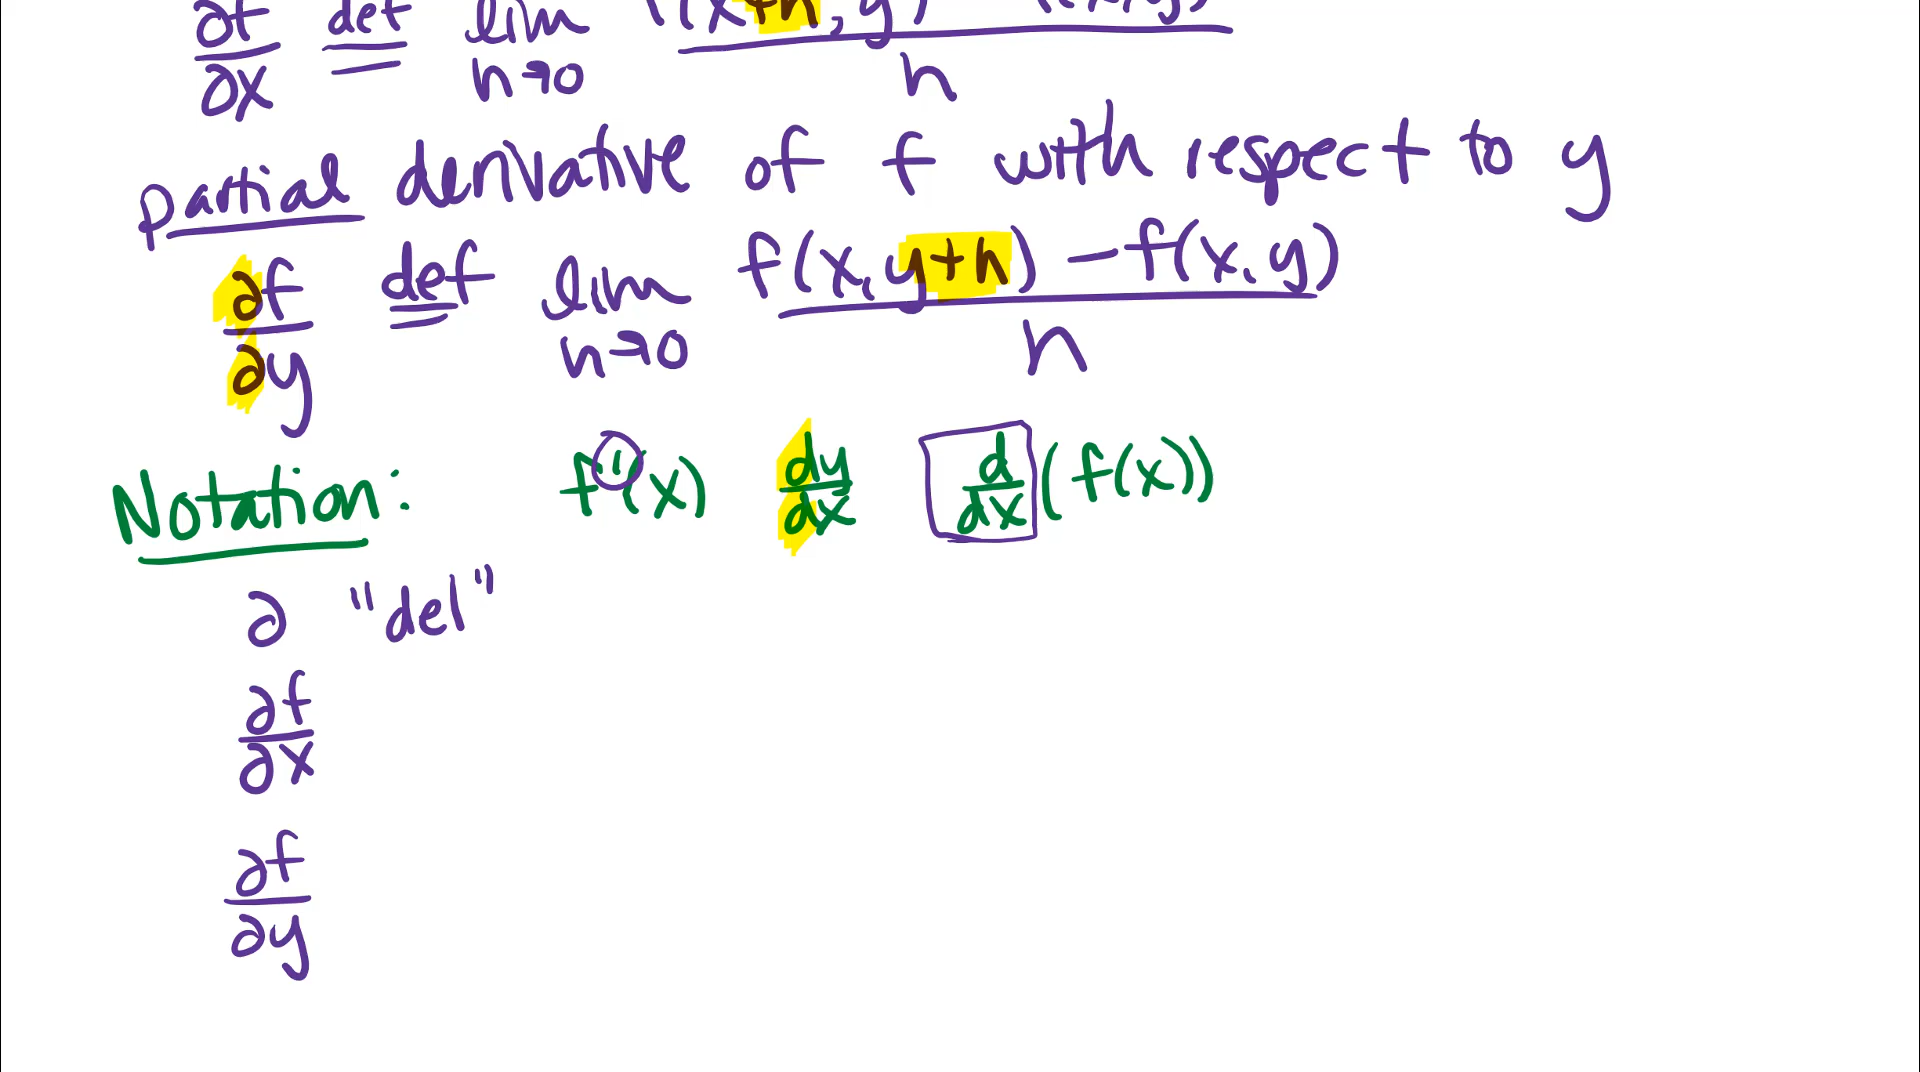 ∂f/∂x def= lim h→0 f(x+h, y) - f(x, y) / h
partial derivative of f with respect to y
∂f/∂y def= lim h→0 f(x, y+h) - f(x, y) / h
Notation: f'(x) dy/dx d/dx (f(x))
∂ "del"
∂f/∂x
∂f/∂y